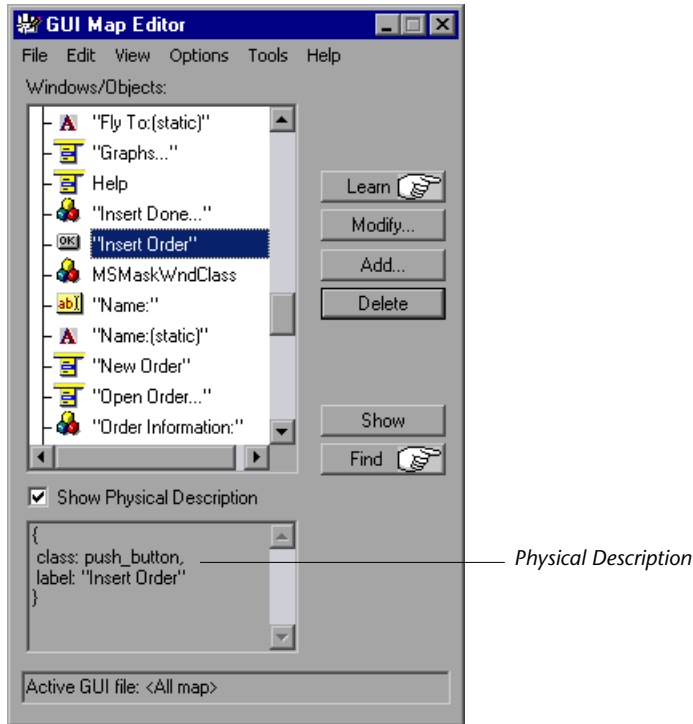 GUI Map Editor
File Edit View Options Tools Help
Windows/Objects:
"Fly To:(static)"
"Graphs..."
Help
"Insert Done..."
OK "Insert Order"
MSMaskWndClass
ab "Name:"
A "Name:(static)"
"New Order"
"Open Order..."
"Order Information:"
Learn
Modify...
Add...
Delete
Show
Find
Show Physical Description
{
class: push_button,
label: "Insert Order"
}
Physical Description
Active GUI file: <All map>